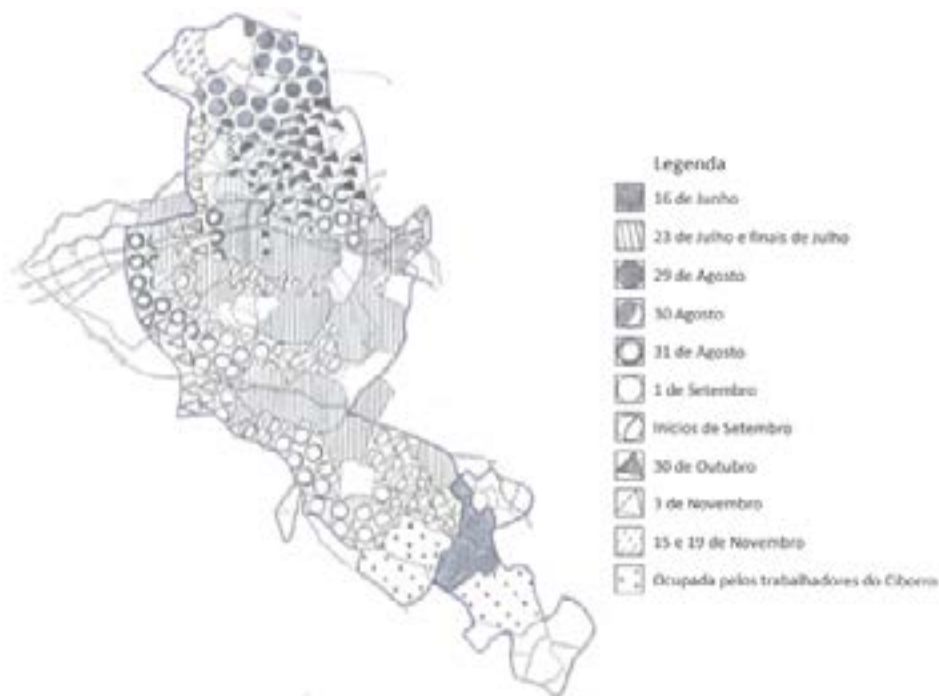 Legenda
16 de Junho
23 de Julho e finais de Julho
29 de Agosto
30 Agosto
31 de Agosto
1 de Setembro
Inícios de Setembro
30 de Outubro
3 de Novembro
15 e 19 de Novembro
Ocupada pelos trabalhadores do Ciborro